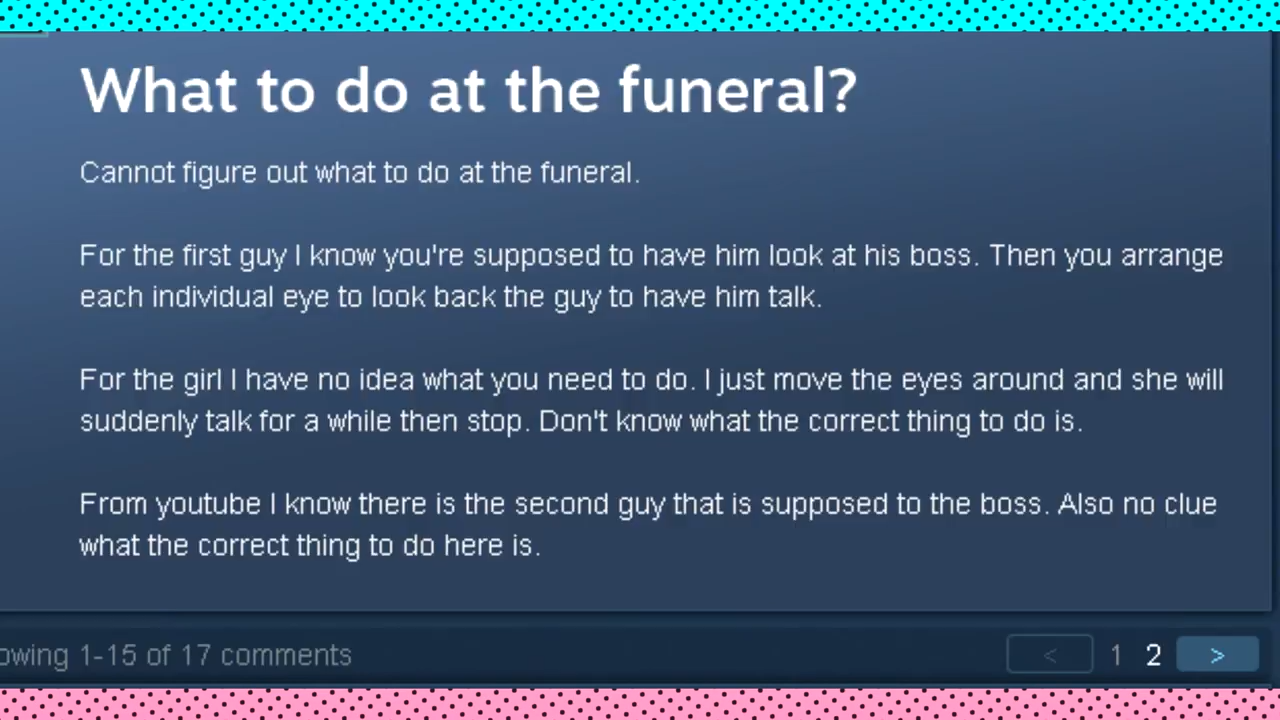 What to do at the funeral?
Cannot figure out what to do at the funeral.
For the first guy I know you're supposed to have him look at his boss. Then you arrange
each individual eye to look back the guy to have him talk.
For the girl I have no idea what you need to do. I just move the eyes around and she will
suddenly talk for a while then stop. Don't know what the correct thing to do is.
From youtube I know there is the second guy that is supposed to the boss. Also no clue
what the correct thing to do here is.
owing 1-15 of 17 comments
< 1 2 >